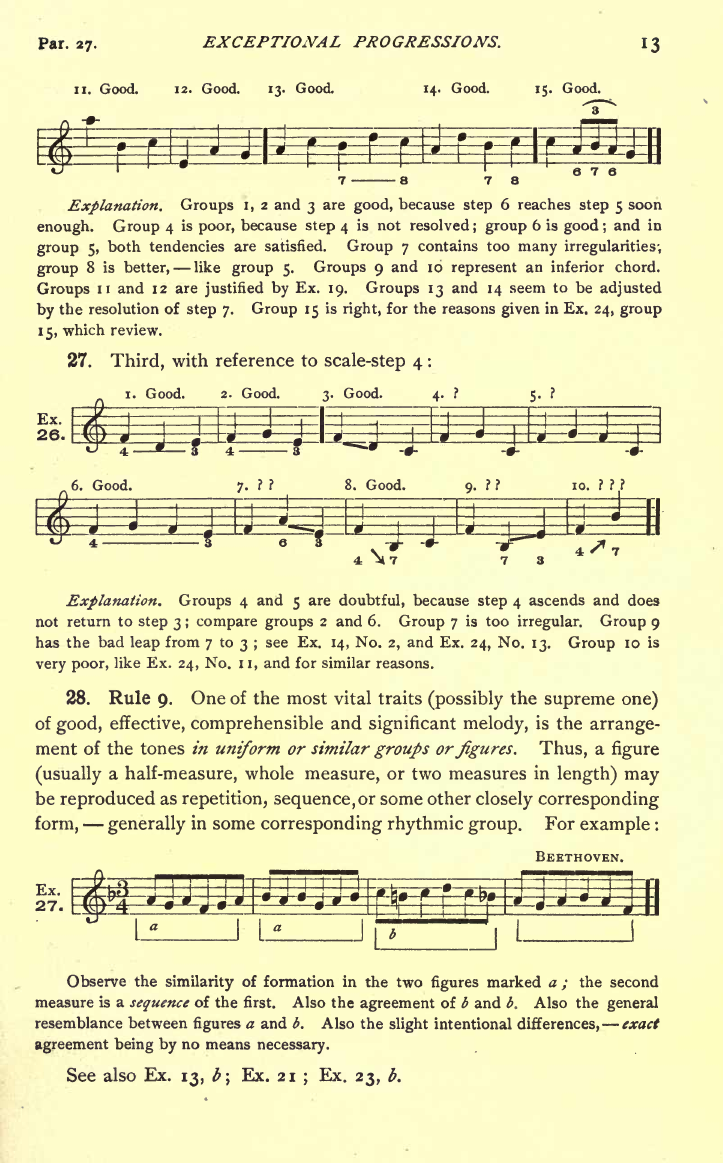 Par. 27. EXCEPTIONAL PROGRESSIONS. 13
11. Good. 12. Good. 13. Good. 14. Good. 15. Good.
3
7 — 8 7 8 6 7 6
Explanation. Groups 1, 2 and 3 are good, because step 6 reaches step 5 soon
enough. Group 4 is poor, because step 4 is not resolved; group 6 is good; and in
group 5, both tendencies are satisfied. Group 7 contains too many irregularities;
group 8 is better, — like group 5. Groups 9 and 10 represent an inferior chord.
Groups 11 and 12 are justified by Ex. 19. Groups 13 and 14 seem to be adjusted
by the resolution of step 7. Group 15 is right, for the reasons given in Ex. 24, group
15, which review.
27. Third, with reference to scale-step 4:
1. Good. 2. Good. 3. Good. 4. ? 5. ?
Ex.
26.
4 — 3 4 — 3
6. Good. 7. ? ? 8. Good. 9. ? ? 10. ? ? ?
4 — 3 6 3
4 ↘ 7 7 3 4 ↗ 7
Explanation. Groups 4 and 5 are doubtful, because step 4 ascends and does
not return to step 3; compare groups 2 and 6. Group 7 is too irregular. Group 9
has the bad leap from 7 to 3; see Ex. 14, No. 2, and Ex. 24, No. 13. Group 10 is
very poor, like Ex. 24, No. 11, and for similar reasons.
28. Rule 9. One of the most vital traits (possibly the supreme one)
of good, effective, comprehensible and significant melody, is the arrange-
ment of the tones in uniform or similar groups or figures. Thus, a figure
(usually a half-measure, whole measure, or two measures in length) may
be reproduced as repetition, sequence, or some other closely corresponding
form, — generally in some corresponding rhythmic group. For example:
BEETHOVEN.
Ex.
27.
3
4
a a b
Observe the similarity of formation in the two figures marked a; the second
measure is a sequence of the first. Also the agreement of b and b. Also the general
resemblance between figures a and b. Also the slight intentional differences, — exact
agreement being by no means necessary.
See also Ex. 13, b; Ex. 21; Ex. 23, b.